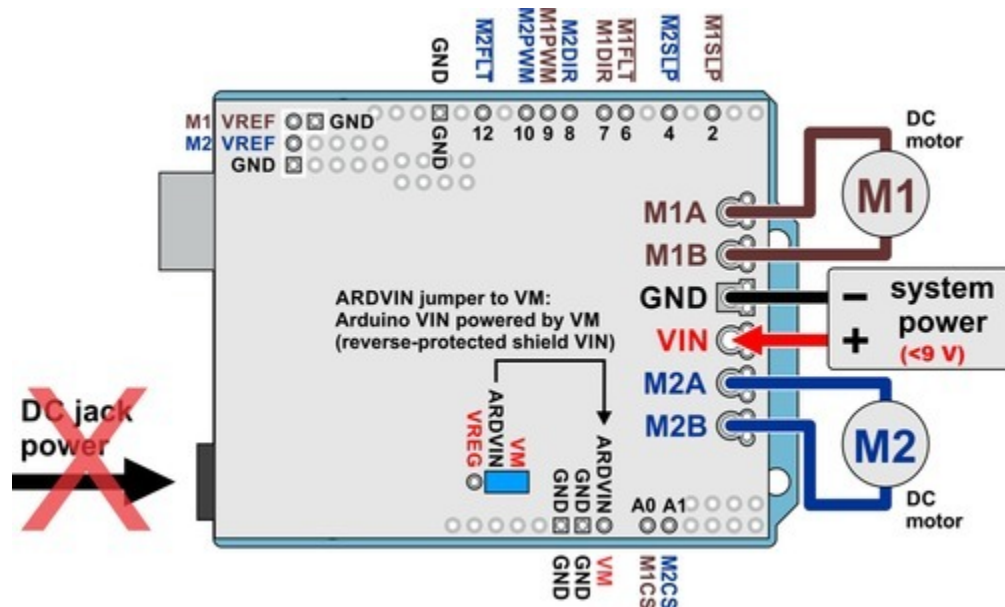 GND
M2FLT
M2PWM
M1PWM
M2DIR
M1DIR
M1FLT
M2SLP
M1SLP
M1 VREF
GND
M2 VREF
GND
GND
12
10
9
8
7
6
4
2
DC
motor
M1
M1A
M1B
GND
VIN
M2A
M2B
system
power
(<9 V)
−
+
ARDVIN jumper to VM:
Arduino VIN powered by VM
(reverse-protected shield VIN)
DC jack
power
VREG
ARDVIN
VM
GND
GND
ARDVIN
A0 A1
M2
DC
motor
GND
GND
VM
M1CS
M2CS